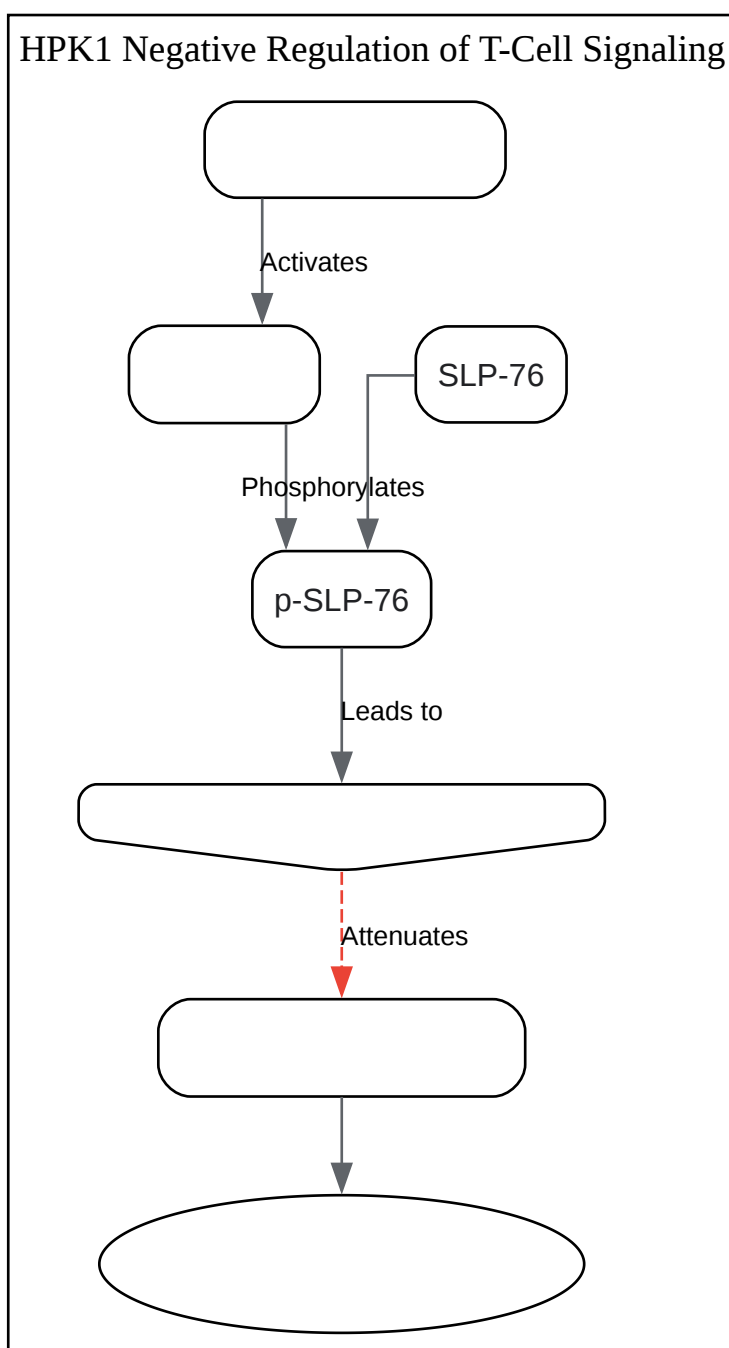 HPK1 Negative Regulation of T-Cell Signaling
Activates
SLP-76
Phosphorylates
p-SLP-76
Leads to
Attenuates